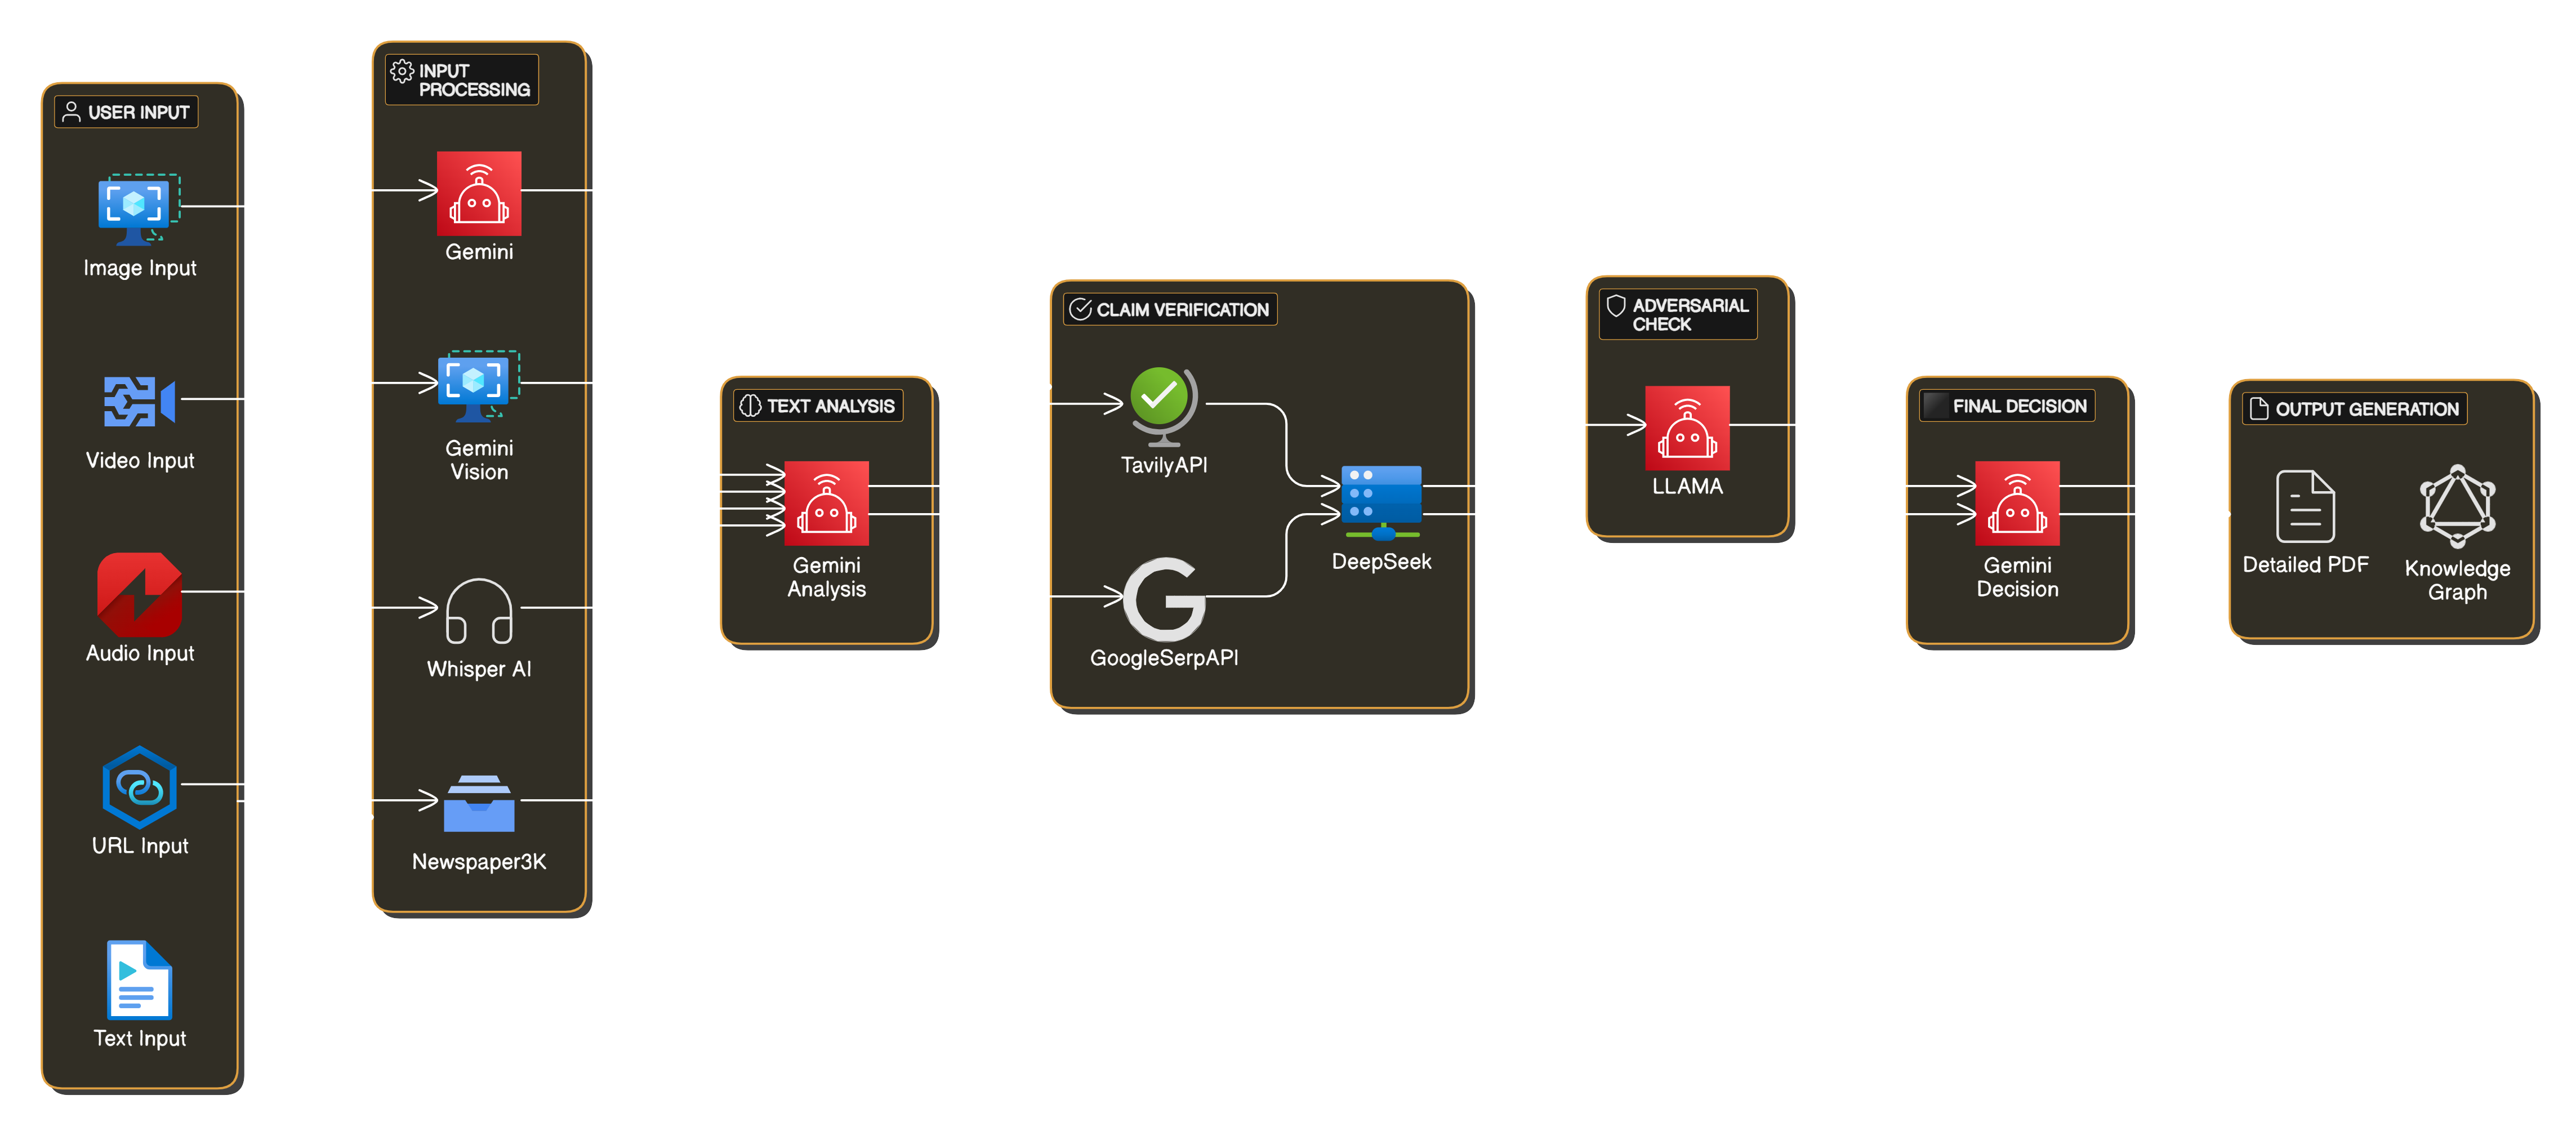 USER INPUT
Image Input
Video Input
Audio Input
URL Input
Text Input
INPUT
PROCESSING
Gemini
Gemini
Vision
Whisper AI
Newspaper3K
TEXT ANALYSIS
Gemini
Analysis
CLAIM VERIFICATION
TavilyAPI
GoogleSerpAPI
DeepSeek
ADVERSARIAL
CHECK
LLAMA
FINAL DECISION
Gemini
Decision
OUTPUT GENERATION
Detailed PDF
Knowledge
Graph